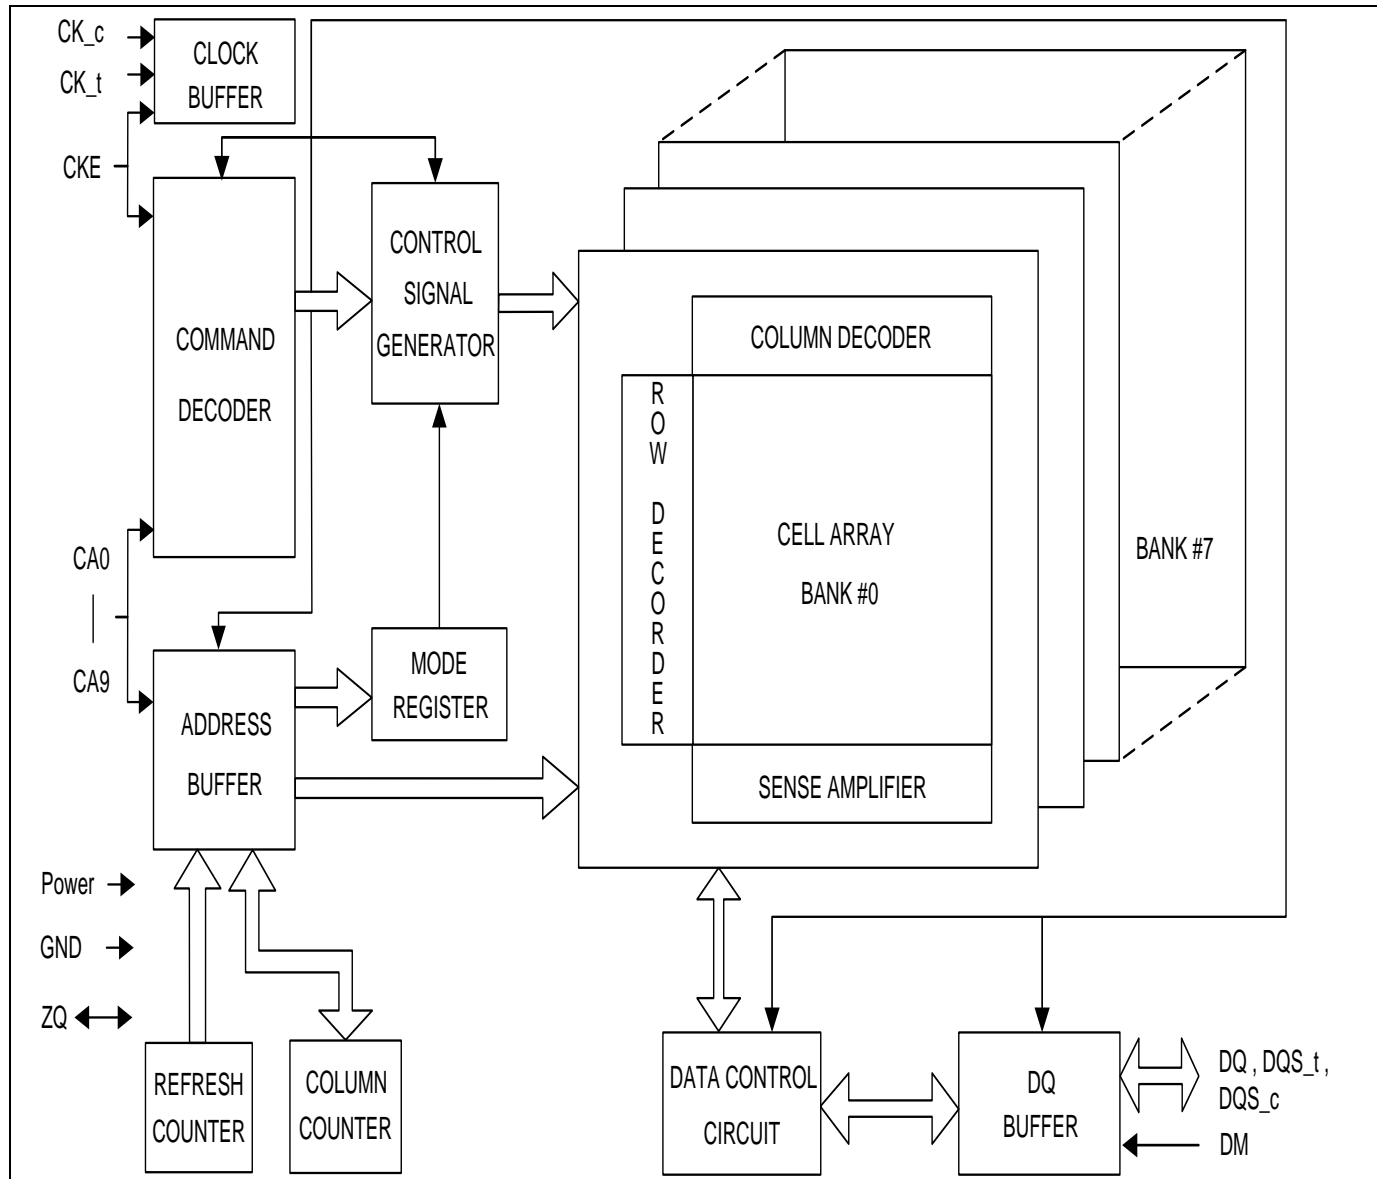 CK_c
CK_t
CKE
CLOCK
BUFFER
COMMAND
DECODER
CONTROL
SIGNAL
GENERATOR
CA0
CA9
ADDRESS
BUFFER
MODE
REGISTER
COLUMN DECODER
ROW DECORDER
CELL ARRAY
BANK #0
SENSE AMPLIFIER
BANK #7
Power
GND
ZQ
REFRESH
COUNTER
COLUMN
COUNTER
DATA CONTROL
CIRCUIT
DQ
BUFFER
DQ , DQS_t ,
DQS_c
DM